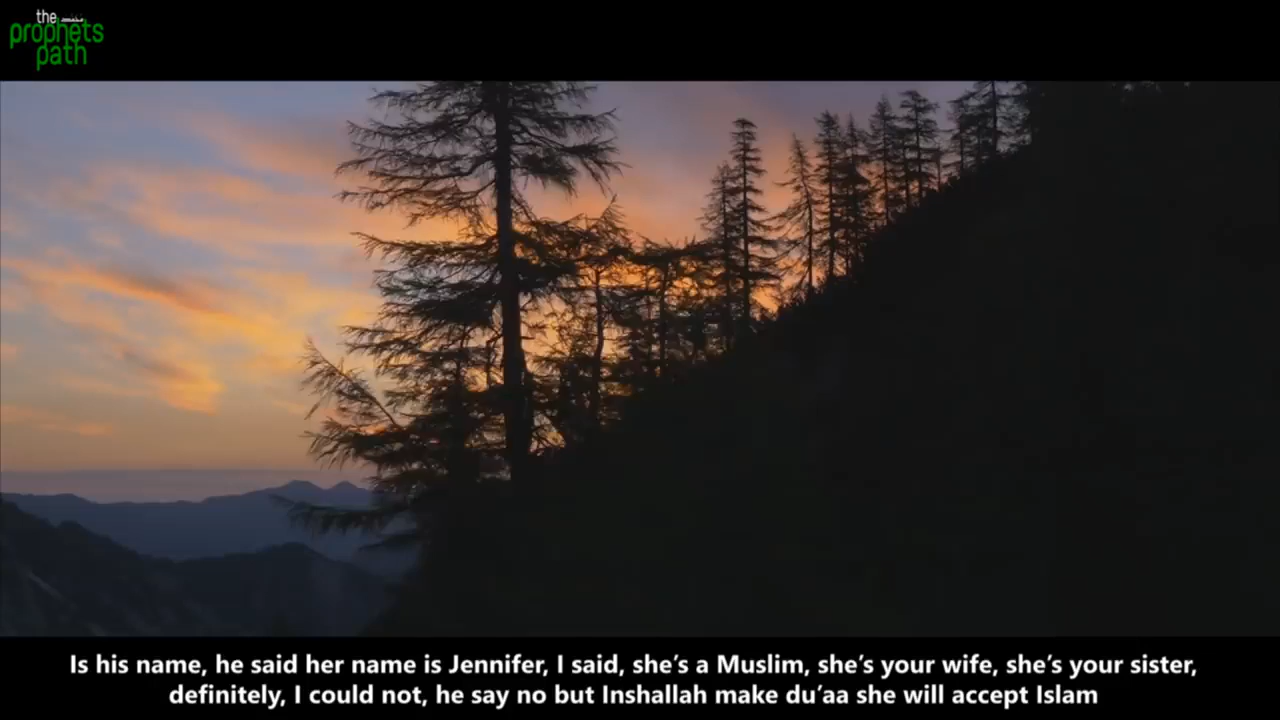 the
prophets
path
Is his name, he said her name is Jennifer, I said, she's a Muslim, she's your wife, she's your sister,
definitely, I could not, he say no but Inshallah make du'aa she will accept Islam